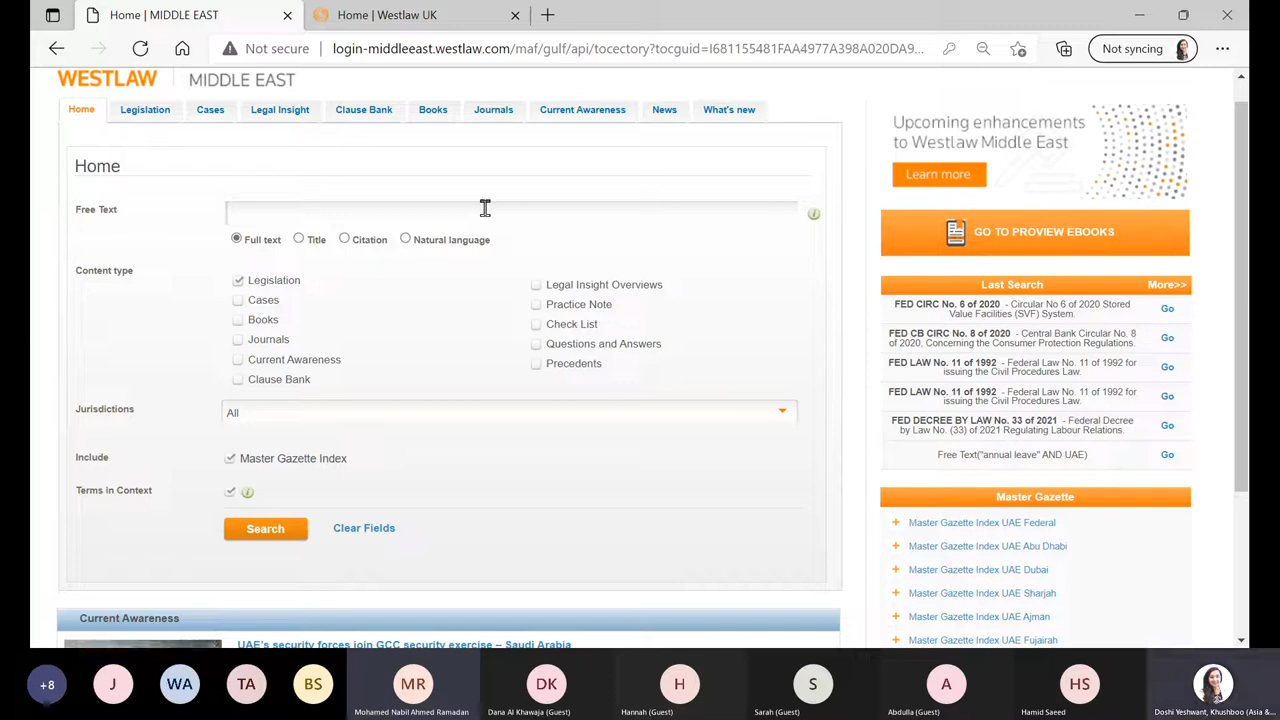 Home | MIDDLE EAST
Home | Westlaw UK
Not secure
login-middleeast.westlaw.com/maf/gulf/api/tocectory?tocguid=I681155481FAA4977A398A020DA9...
Not syncing
WESTLAW MIDDLE EAST
Home Legislation Cases Legal Insight Clause Bank Books Journals Current Awareness News What's new
Home
Free Text
Full text Title Citation Natural language
Content type
Legislation
Cases
Books
Journals
Current Awareness
Clause Bank
Legal Insight Overviews
Practice Note
Check List
Questions and Answers
Precedents
Jurisdictions
All
Include
Master Gazette Index
Terms in Context
Search
Clear Fields
Current Awareness
UAE's security forces join GCC security exercise – Saudi Arabia
Upcoming enhancements
to Westlaw Middle East
Learn more
GO TO PROVIEW EBOOKS
Last Search More>>
FED CIRC No. 6 of 2020 - Circular No 6 of 2020 Stored
Value Facilities (SVF) System.
Go
FED CB CIRC No. 8 of 2020 - Central Bank Circular No. 8
of 2020, Concerning the Consumer Protection Regulations.
Go
FED LAW No. 11 of 1992 - Federal Law No. 11 of 1992 for
issuing the Civil Procedures Law.
Go
FED LAW No. 11 of 1992 - Federal Law No. 11 of 1992 for
issuing the Civil Procedures Law.
Go
FED DECREE BY LAW No. 33 of 2021 - Federal Decree
by Law No. (33) of 2021 Regulating Labour Relations.
Go
Free Text("annual leave" AND UAE)
Go
Master Gazette
Master Gazette Index UAE Federal
Master Gazette Index UAE Abu Dhabi
Master Gazette Index UAE Dubai
Master Gazette Index UAE Sharjah
Master Gazette Index UAE Ajman
Master Gazette Index UAE Fujairah
+8
J
WA
TA
BS
MR
Mohamed Nabil Ahmed Ramadan
DK
Dana Al Khawaja (Guest)
H
Hannah (Guest)
S
Sarah (Guest)
A
Abdulla (Guest)
HS
Hamid Saeed
Doshi Yeshwant, Khushboo (Asia &...